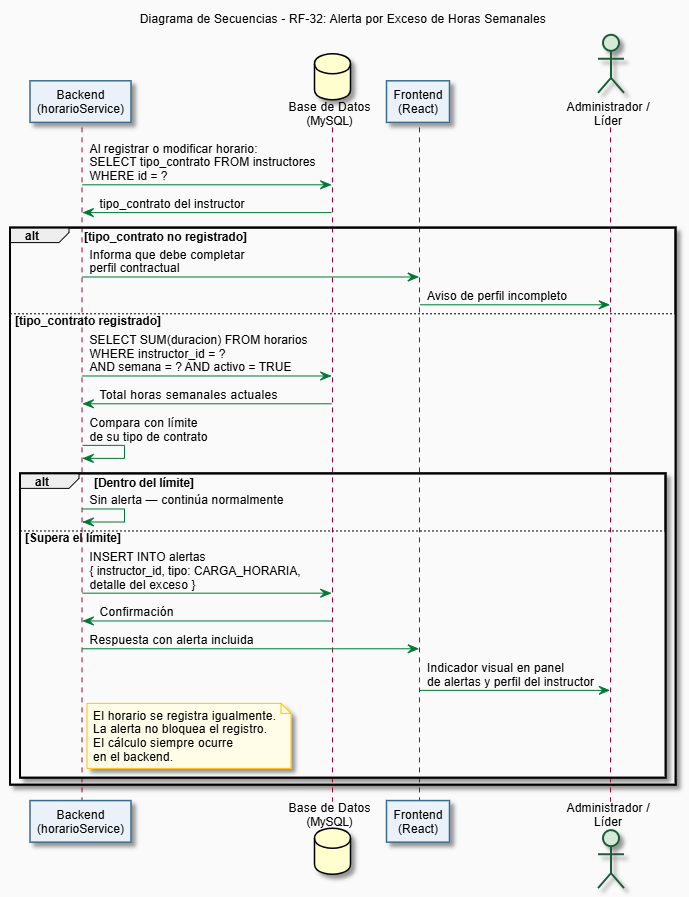 Diagrama de Secuencias - RF-32: Alerta por Exceso de Horas Semanales
Backend
(horarioService)
Base de Datos
(MySQL)
Frontend
(React)
Administrador /
Líder
Al registrar o modificar horario:
SELECT tipo_contrato FROM instructores
WHERE id = ?
tipo_contrato del instructor
alt
[tipo_contrato no registrado]
Informa que debe completar
perfil contractual
Aviso de perfil incompleto
[tipo_contrato registrado]
SELECT SUM(duracion) FROM horarios
WHERE instructor_id = ?
AND semana = ? AND activo = TRUE
Total horas semanales actuales
Compara con límite
de su tipo de contrato
alt
[Dentro del límite]
Sin alerta — continúa normalmente
[Supera el límite]
INSERT INTO alertas
{ instructor_id, tipo: CARGA_HORARIA,
detalle del exceso }
Confirmación
Respuesta con alerta incluida
Indicador visual en panel
de alertas y perfil del instructor
El horario se registra igualmente.
La alerta no bloquea el registro.
El cálculo siempre ocurre
en el backend.
Backend
(horarioService)
Base de Datos
(MySQL)
Frontend
(React)
Administrador /
Líder